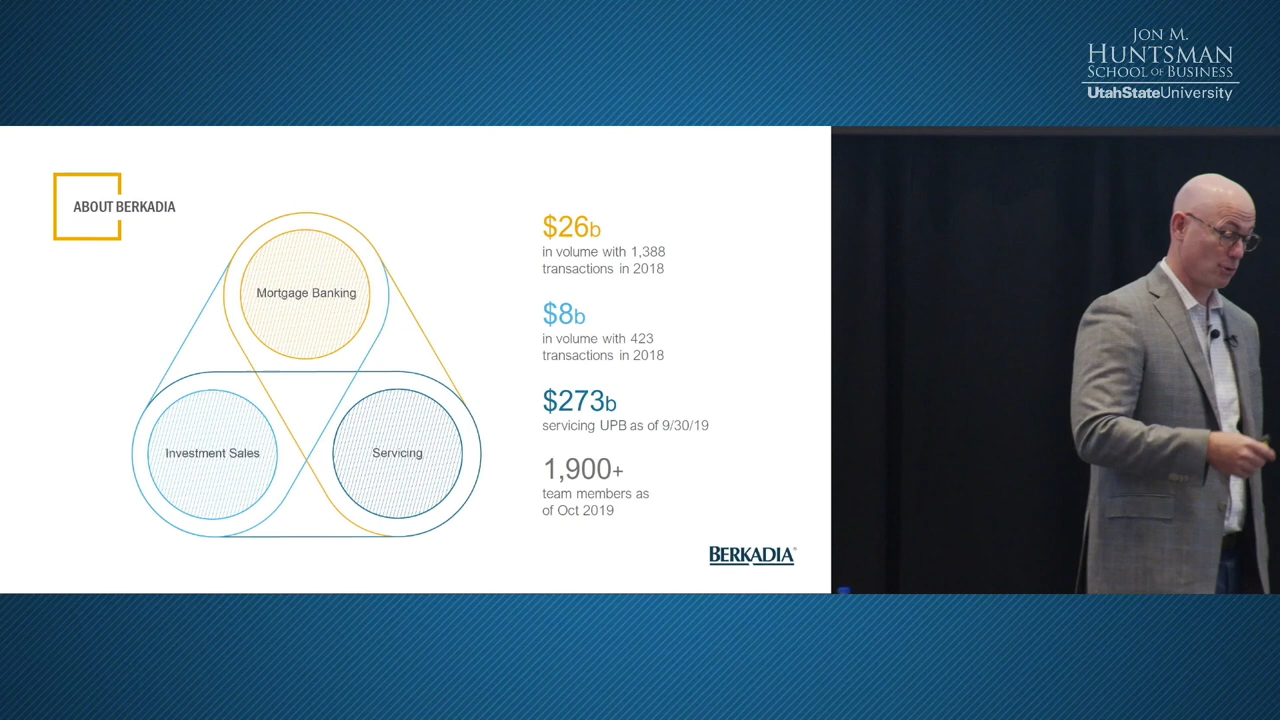 JON M.
HUNTSMAN
SCHOOL OF BUSINESS
UtahStateUniversity
ABOUT BERKADIA
Mortgage Banking
Investment Sales
Servicing
$26b
in volume with 1,388
transactions in 2018
$8b
in volume with 423
transactions in 2018
$273b
servicing UPB as of 9/30/19
1,900+
team members as
of Oct 2019
BERKADIA®